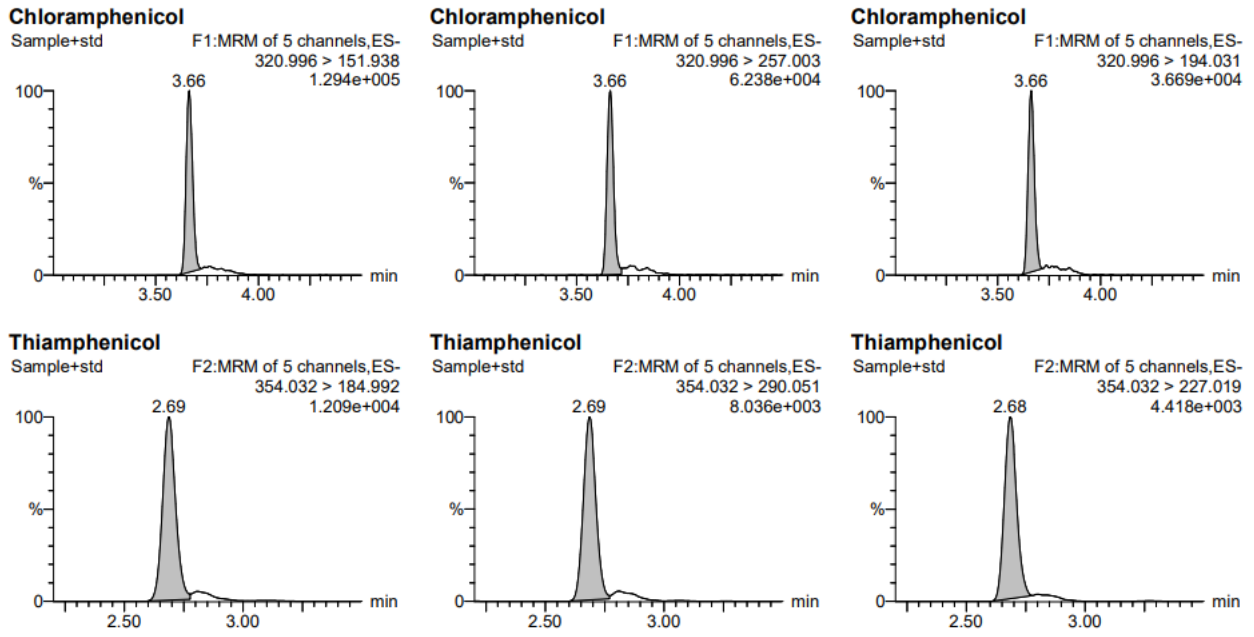 Chloramphenicol
Sample+std F1:MRM of 5 channels,ES-
320.996 > 151.938
1.294e+005
3.66
100
%
0
3.50 4.00
min
Chloramphenicol
Sample+std F1:MRM of 5 channels,ES-
320.996 > 257.003
6.238e+004
3.66
100
%
0
3.50 4.00
min
Chloramphenicol
Sample+std F1:MRM of 5 channels,ES-
320.996 > 194.031
3.669e+004
3.66
100
%
0
3.50 4.00
min
Thiamphenicol
Sample+std F2:MRM of 5 channels,ES-
354.032 > 184.992
1.209e+004
2.69
100
%
0
2.50 3.00
min
Thiamphenicol
Sample+std F2:MRM of 5 channels,ES-
354.032 > 290.051
8.036e+003
2.69
100
%
0
2.50 3.00
min
Thiamphenicol
Sample+std F2:MRM of 5 channels,ES-
354.032 > 227.019
4.418e+003
2.68
100
%
0
2.50 3.00
min